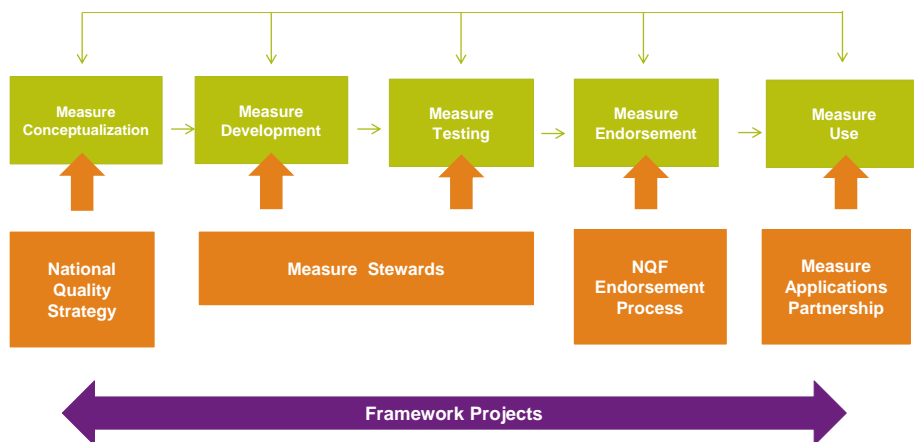 Measure
Conceptualization
Measure
Development
Measure
Testing
Measure
Endorsement
Measure
Use
National
Quality
Strategy
Measure Stewards
NQF
Endorsement
Process
Measure
Applications
Partnership
Framework Projects